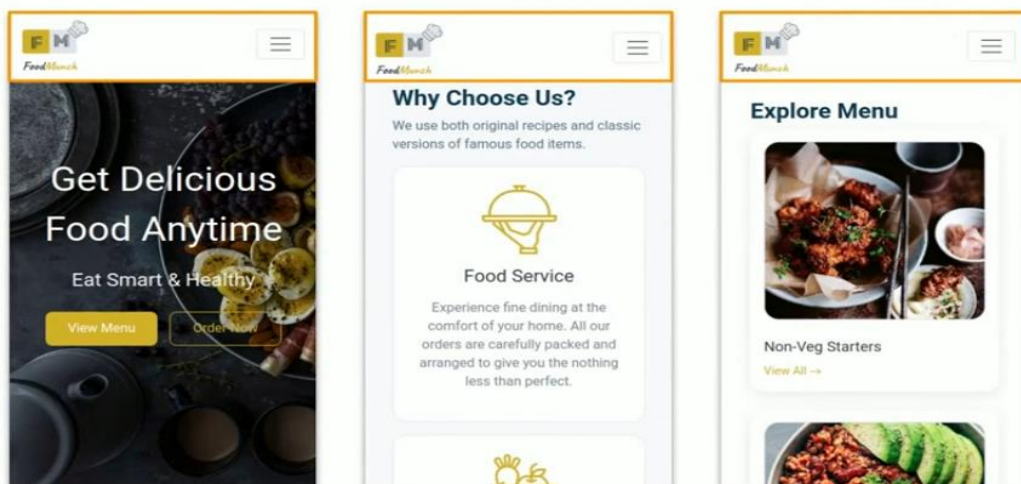 F M
FoodMunch
Get Delicious
Food Anytime
Eat Smart & Healthy
View Menu
Order Now
F M
FoodMunch
Why Choose Us?
We use both original recipes and classic
versions of famous food items.
Food Service
Experience fine dining at the
comfort of your home. All our
orders are carefully packed and
arranged to give you the nothing
less than perfect.
F M
FoodMunch
Explore Menu
Non-Veg Starters
View All →